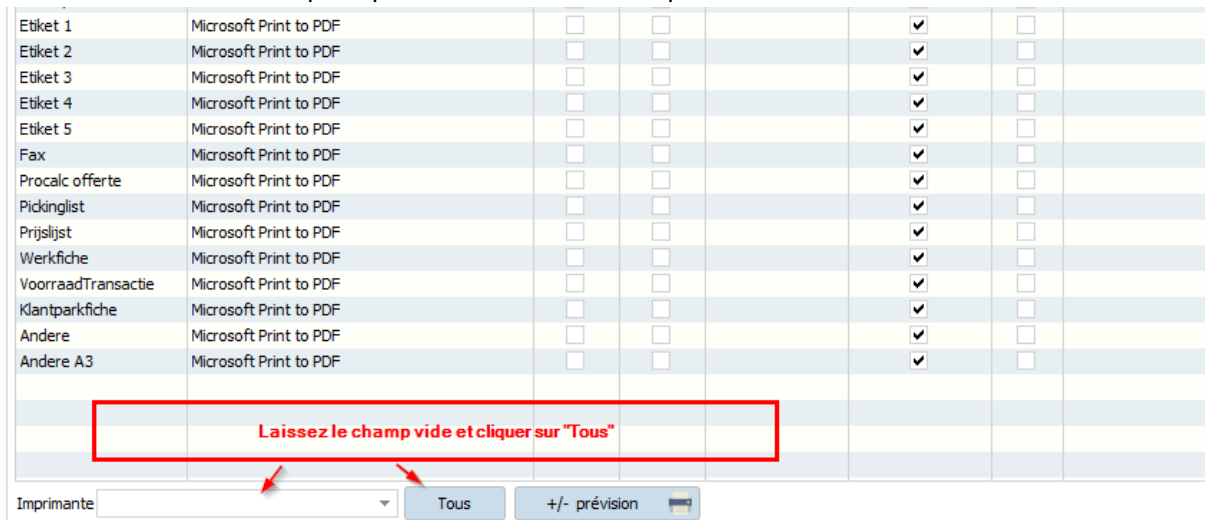 Etiket 1 Microsoft Print to PDF
Etiket 2 Microsoft Print to PDF
Etiket 3 Microsoft Print to PDF
Etiket 4 Microsoft Print to PDF
Etiket 5 Microsoft Print to PDF
Fax Microsoft Print to PDF
Procalc offerte Microsoft Print to PDF
Pickinglist Microsoft Print to PDF
Prijslijst Microsoft Print to PDF
Werkfiche Microsoft Print to PDF
VoorraadTransactie Microsoft Print to PDF
Klantparkfiche Microsoft Print to PDF
Andere Microsoft Print to PDF
Andere A3 Microsoft Print to PDF
Laissez le champ vide et cliquer sur "Tous"
Imprimante Tous +/- prévision